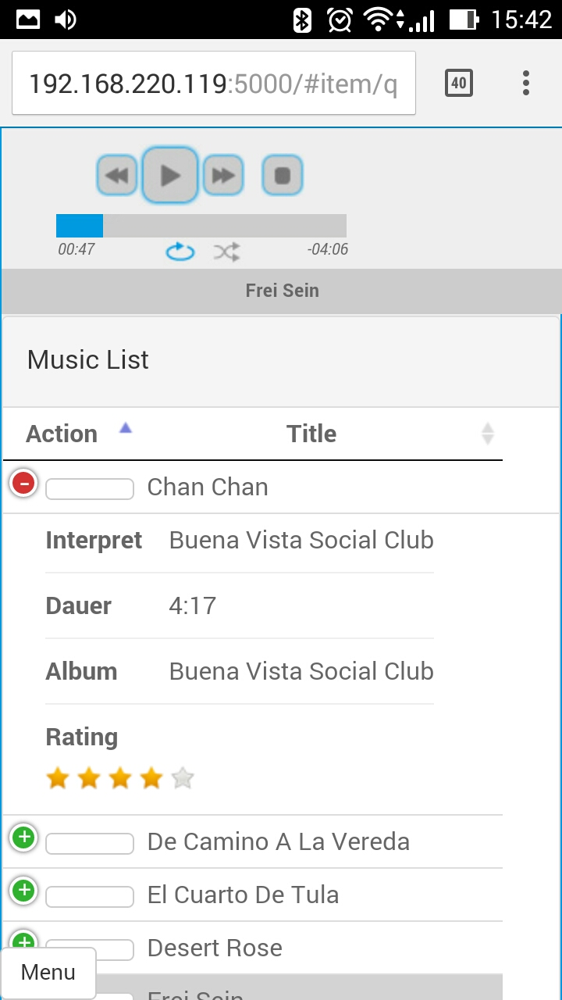 15:42
192.168.220.119:5000/#item/q
40
00:47
-04:06
Frei Sein
Music List
Action Title
Chan Chan
Interpret Buena Vista Social Club
Dauer 4:17
Album Buena Vista Social Club
Rating
De Camino A La Vereda
El Cuarto De Tula
Desert Rose
Menu
Frei Sein